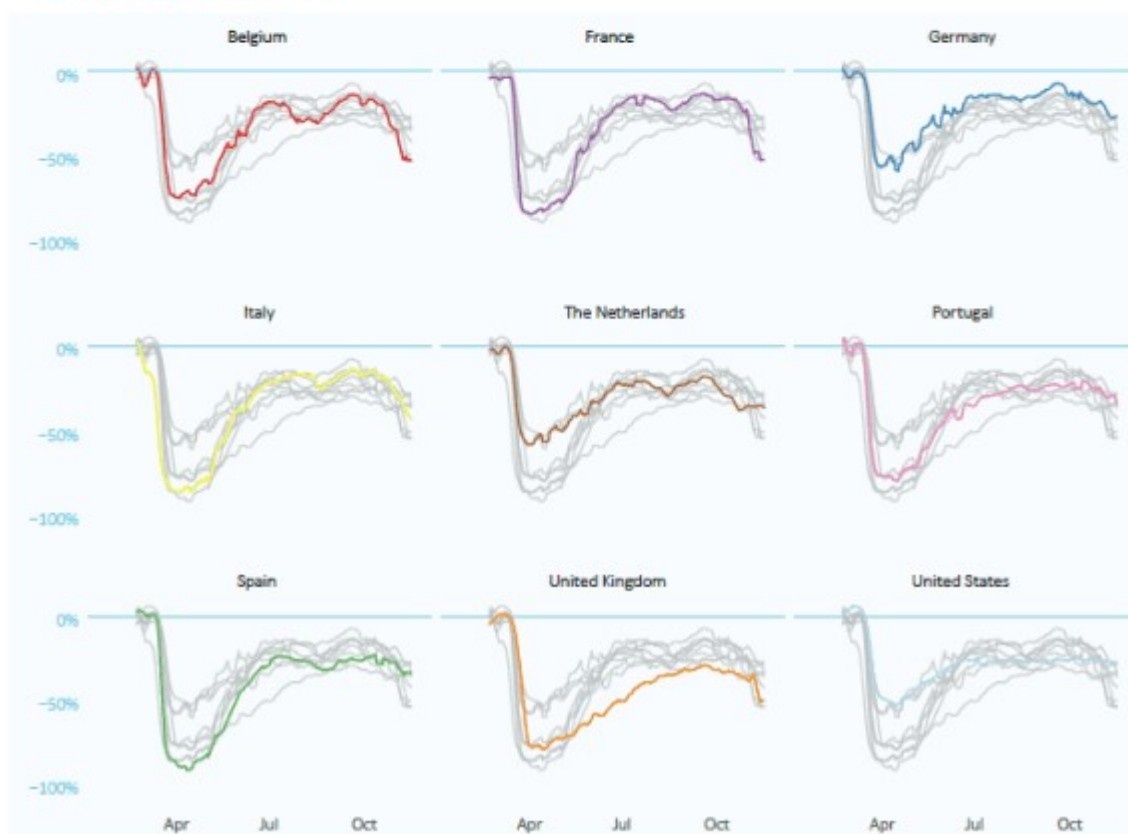 Belgium France Germany
0%
−50%
−100%
Italy The Netherlands Portugal
0%
−50%
−100%
Spain United Kingdom United States
0%
−50%
−100%
Apr Jul Oct Apr Jul Oct Apr Jul Oct